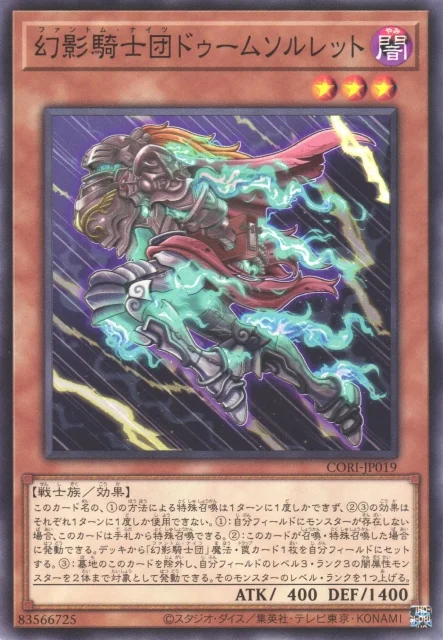 ファントム・ナイツ
幻影騎士団ドゥームソルレット
やみ
闇
CORI-JP019
【戦士族／効果】
このカード名の、①の方法による特殊召喚は1ターンに1度しかできず、②③の効果は
それぞれ1ターンに1度しか使用できない。①：自分フィールドにモンスターが存在しない
場合、このカードは手札から特殊召喚できる。②：このカードが召喚・特殊召喚した場合
に発動できる。デッキから「幻影騎士団」魔法・罠カード1枚を自分フィールドにセット
する。③：墓地のこのカードを除外し、自分フィールドのレベル3・ランク3の闇属性モン
スターを2体まで対象として発動できる。そのモンスターのレベル・ランクを1つ上げる。
ATK/ 400 DEF/1400
83566725 ©スタジオ・ダイス/集英社・テレビ東京・KONAMI